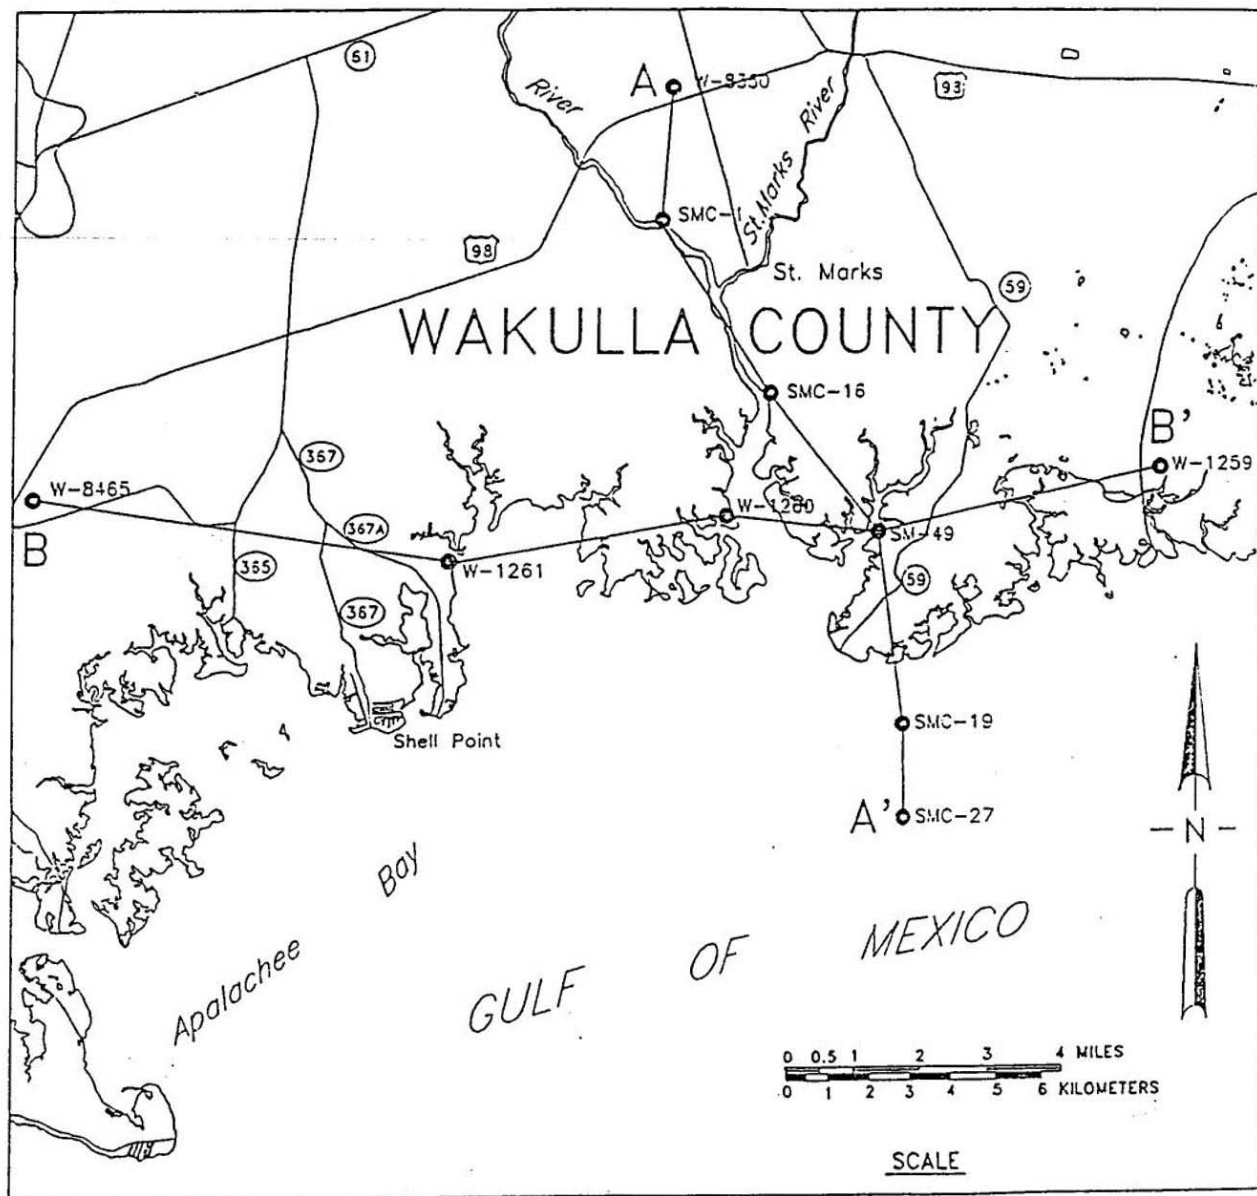 51
River
A
W-8330
93
St. Marks River
SMC-1
98
St. Marks
59
WAKULLA COUNTY
SMC-16
B'
W-1259
367
W-8465
B
367A
W-1260
SM-49
365
W-1261
59
367
SMC-19
Shell Point
A'
SMC-27
N
Bay
Apalachee
GULF OF MEXICO
0 0.5 1 2 3 4 MILES
0 1 2 3 4 5 6 KILOMETERS
SCALE